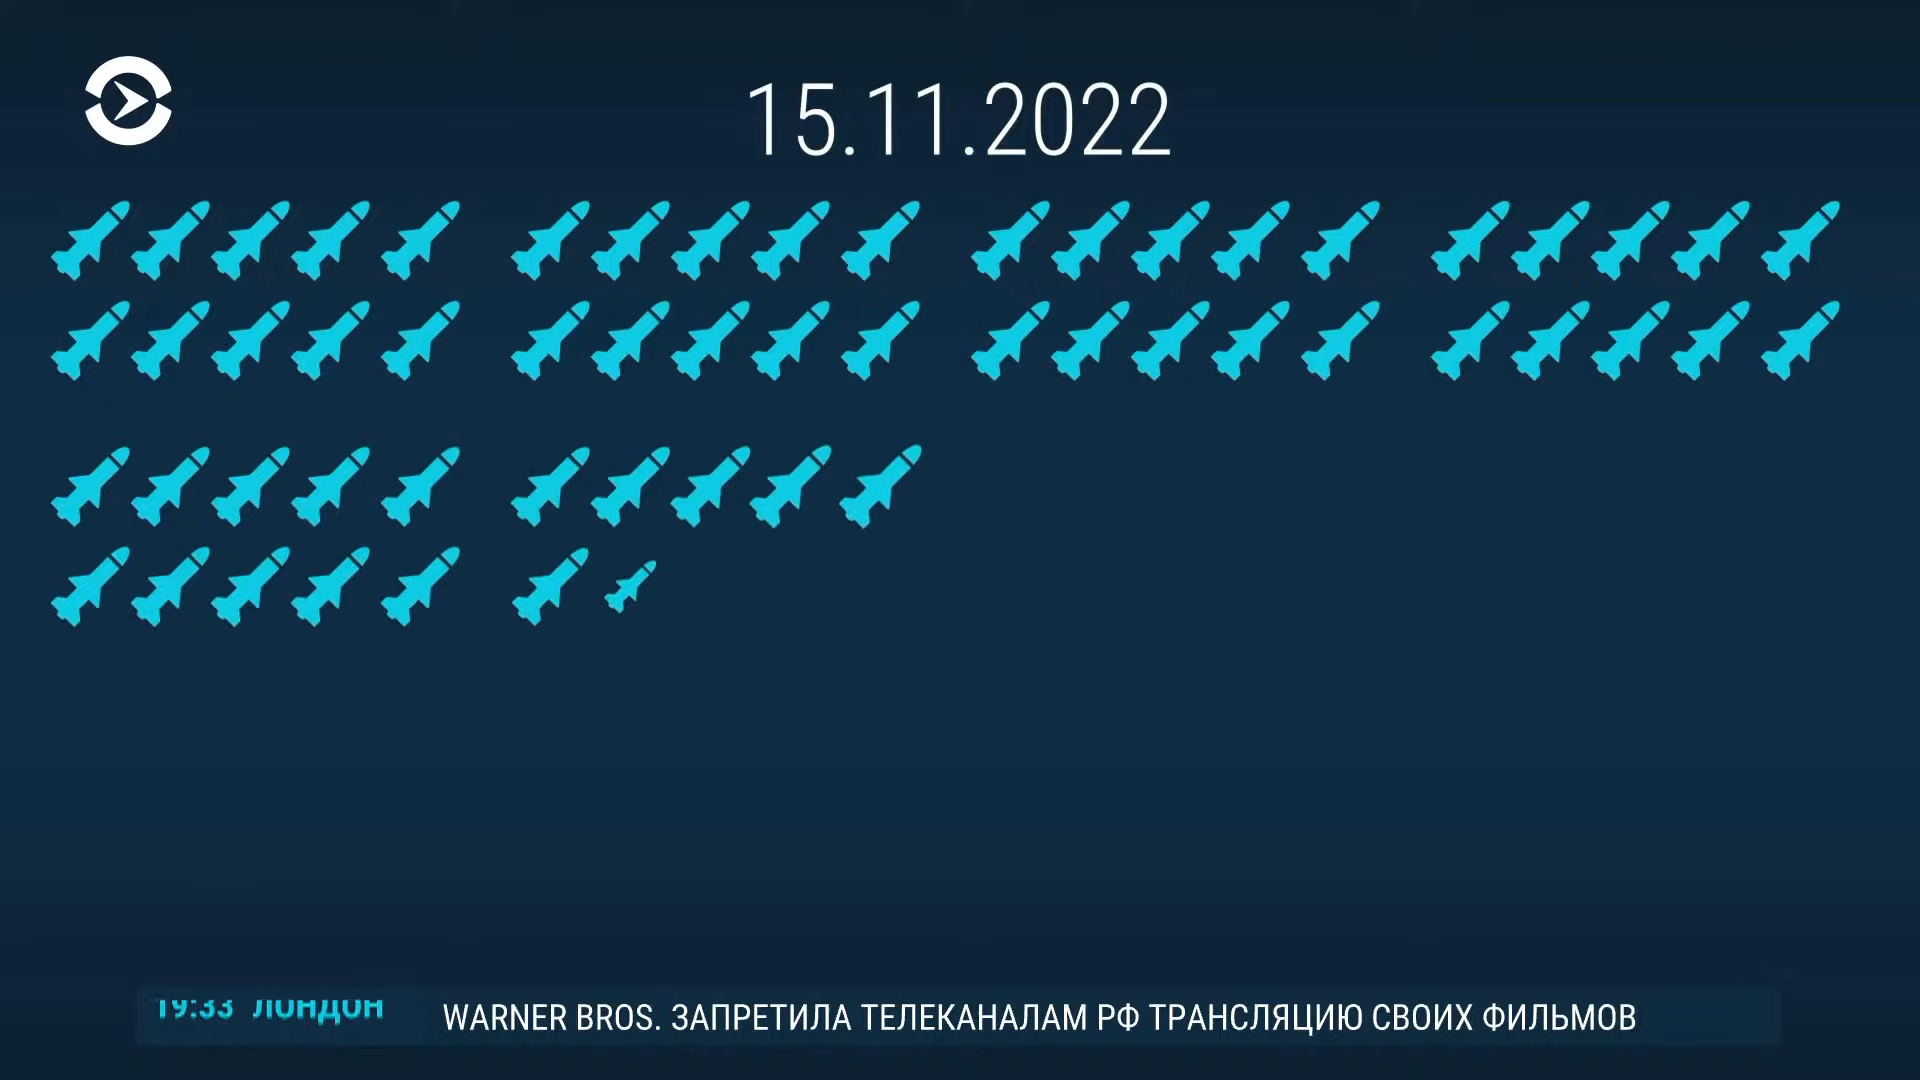 15.11.2022
19:33 ЛОНДОН
WARNER BROS. ЗАПРЕТИЛА ТЕЛЕКАНАЛАМ РФ ТРАНСЛЯЦИЮ СВОИХ ФИЛЬМОВ